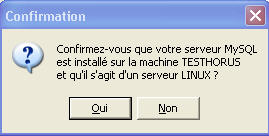 Confirmation
Confirmez-vous que votre serveur MySQL
est installé sur la machine TESTHORUS
et qu'il s'agit d'un serveur LINUX ?
Oui Non